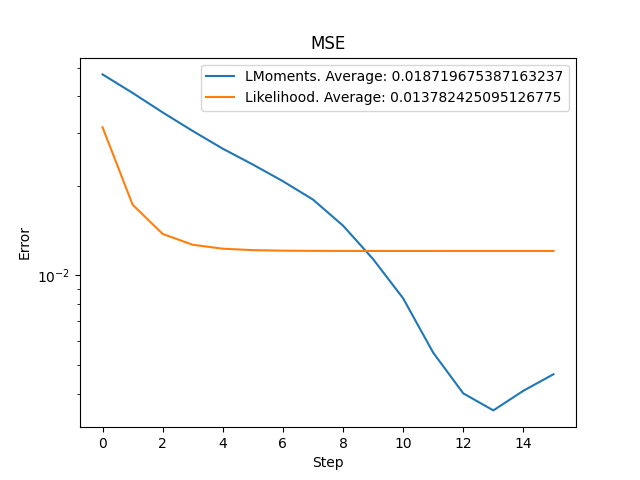 MSE
LMoments. Average: 0.018719675387163237
Likelihood. Average: 0.013782425095126775
Error
10⁻²
0 2 4 6 8 10 12 14
Step